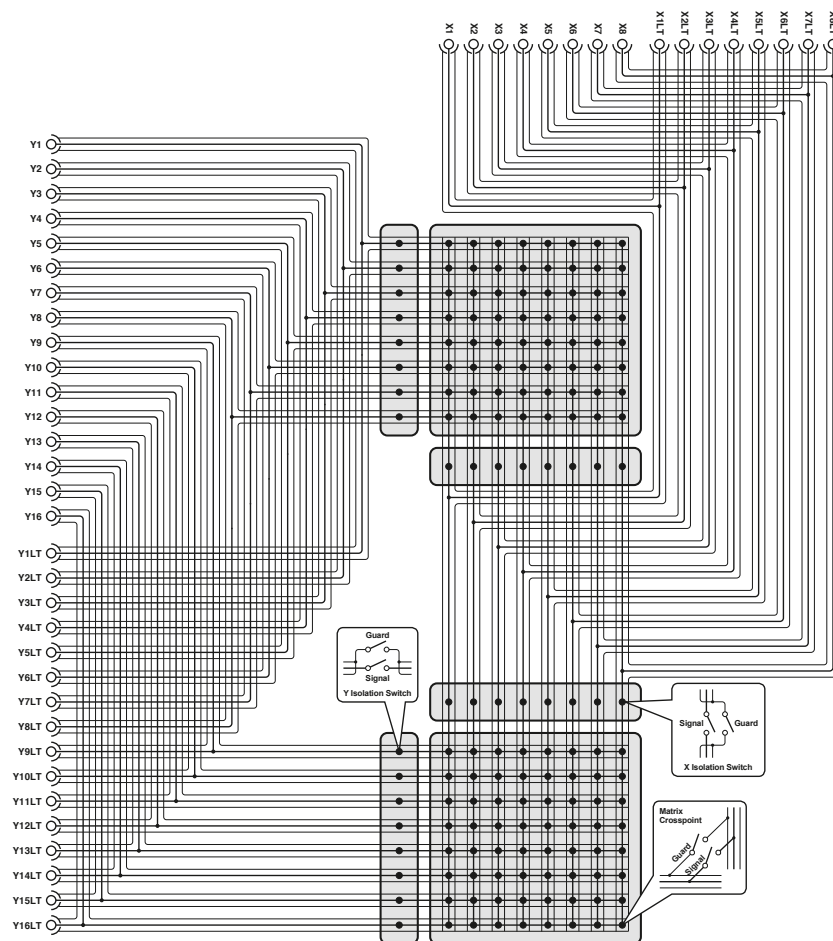 X1
X2
X3
X4
X5
X6
X7
X8
X1LT
X2LT
X3LT
X4LT
X5LT
X6LT
X7LT
X8LT
Y1
Y2
Y3
Y4
Y5
Y6
Y7
Y8
Y9
Y10
Y11
Y12
Y13
Y14
Y15
Y16
Y1LT
Y2LT
Y3LT
Y4LT
Y5LT
Y6LT
Y7LT
Y8LT
Y9LT
Y10LT
Y11LT
Y12LT
Y13LT
Y14LT
Y15LT
Y16LT
Guard
Signal
Y Isolation Switch
Signal
Guard
X Isolation Switch
Matrix
Crosspoint
Guard
Signal